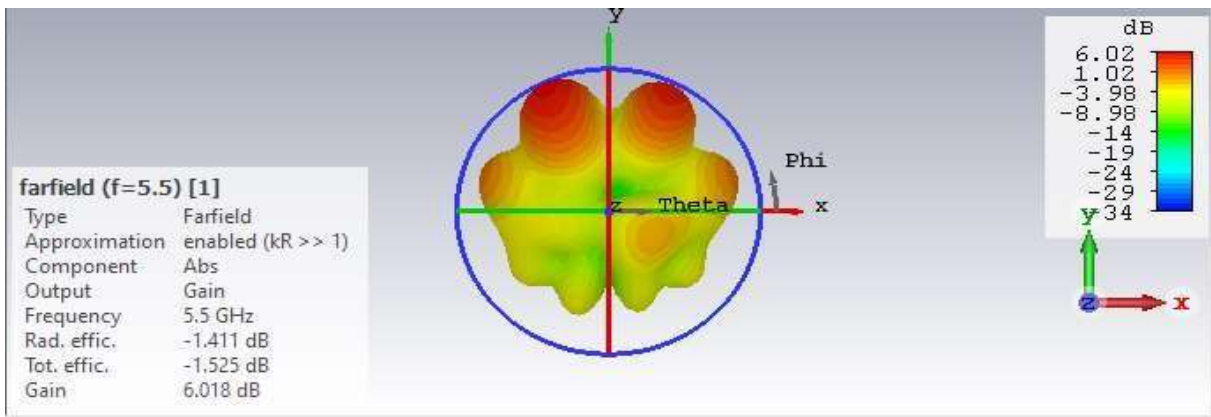 y
dB
6.02
1.02
-3.98
-8.98
-14
-19
-24
-29
-34
Phi
z Theta x
farfield (f=5.5) [1]
Type Farfield
Approximation enabled (kR >> 1)
Component Abs
Output Gain
Frequency 5.5 GHz
Rad. effic. -1.411 dB
Tot. effic. -1.525 dB
Gain 6.018 dB
y
z x